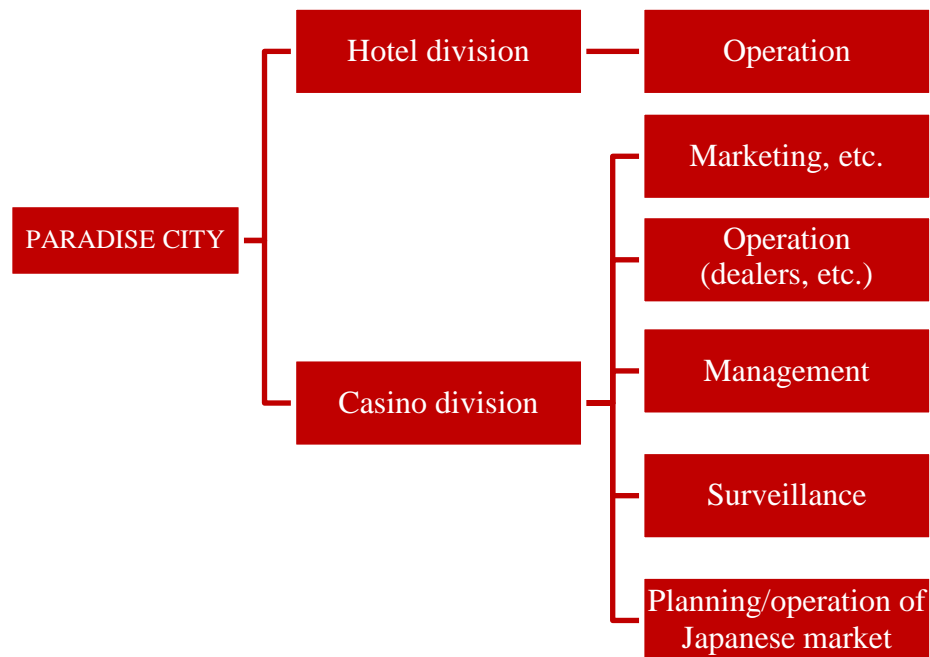 Hotel division
Operation
Marketing, etc.
PARADISE CITY
Operation
(dealers, etc.)
Management
Casino division
Surveillance
Planning/operation of
Japanese market